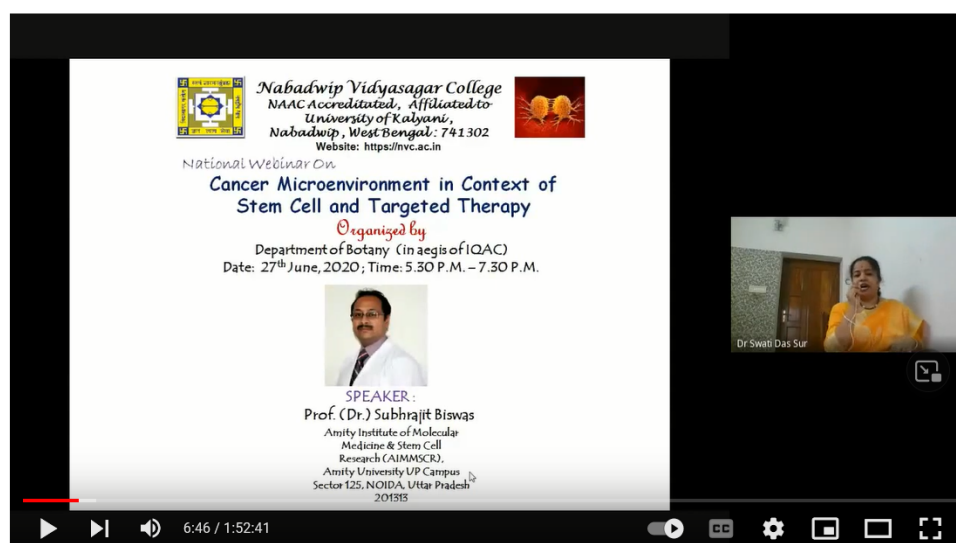 Nabadwip Vidyasagar College
NAAC Accreditated, Affiliated to
University of Kalyani,
Nabadwip, West Bengal: 741302
Website: https://nvc.ac.in
National Webinar On
Cancer Microenvironment in Context of
Stem Cell and Targeted Therapy
Organized by
Department of Botany (in aegis of IQAC)
Date: 27th June, 2020; Time: 5.30 P.M. – 7.30 P.M.
SPEAKER:
Prof. (Dr.) Subhrajit Biswas
Amity Institute of Molecular
Medicine & Stem Cell
Research (AIMMSCR),
Amity University UP Campus
Sector 125, NOIDA, Uttar Pradesh
201313
Dr Swati Das Sur
6:46 / 1:52:41
CC